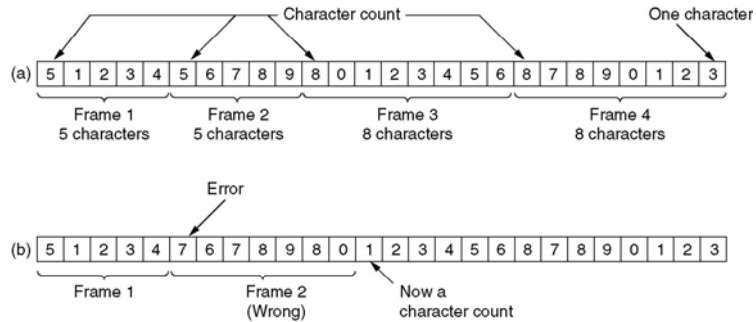 Character count
One character
(a) 5 1 2 3 4 5 6 7 8 9 8 0 1 2 3 4 5 6 8 7 8 9 0 1 2 3
Frame 1 Frame 2 Frame 3 Frame 4
5 characters 5 characters 8 characters 8 characters
Error
(b) 5 1 2 3 4 7 6 7 8 9 8 0 1 2 3 4 5 6 8 7 8 9 0 1 2 3
Frame 1 Frame 2 Now a
(Wrong) character count